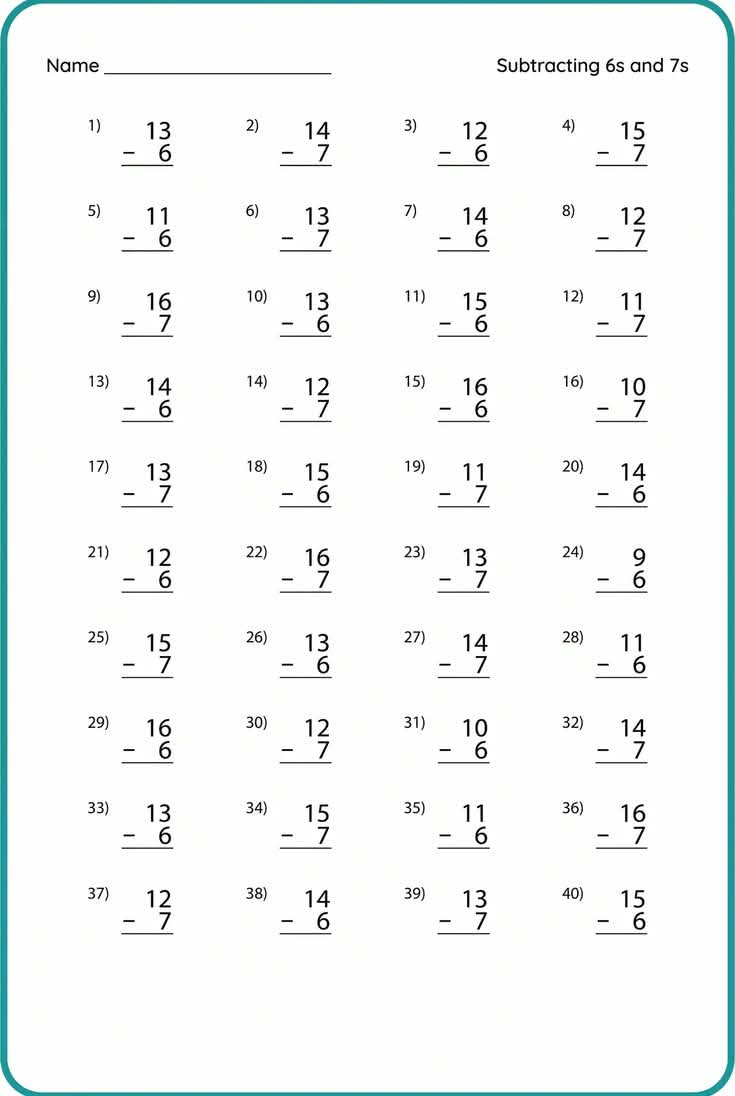 Name ____________________ Subtracting 6s and 7s
1) 13 2) 14 3) 12 4) 15
– 6 – 7 – 6 – 7
5) 11 6) 13 7) 14 8) 12
– 6 – 7 – 6 – 7
9) 16 10) 13 11) 15 12) 11
– 7 – 6 – 6 – 7
13) 14 14) 12 15) 16 16) 10
– 6 – 7 – 6 – 7
17) 13 18) 15 19) 11 20) 14
– 7 – 6 – 7 – 6
21) 12 22) 16 23) 13 24) 9
– 6 – 7 – 7 – 6
25) 15 26) 13 27) 14 28) 11
– 7 – 6 – 7 – 6
29) 16 30) 12 31) 10 32) 14
– 6 – 7 – 6 – 7
33) 13 34) 15 35) 11 36) 16
– 6 – 7 – 6 – 7
37) 12 38) 14 39) 13 40) 15
– 7 – 6 – 7 – 6